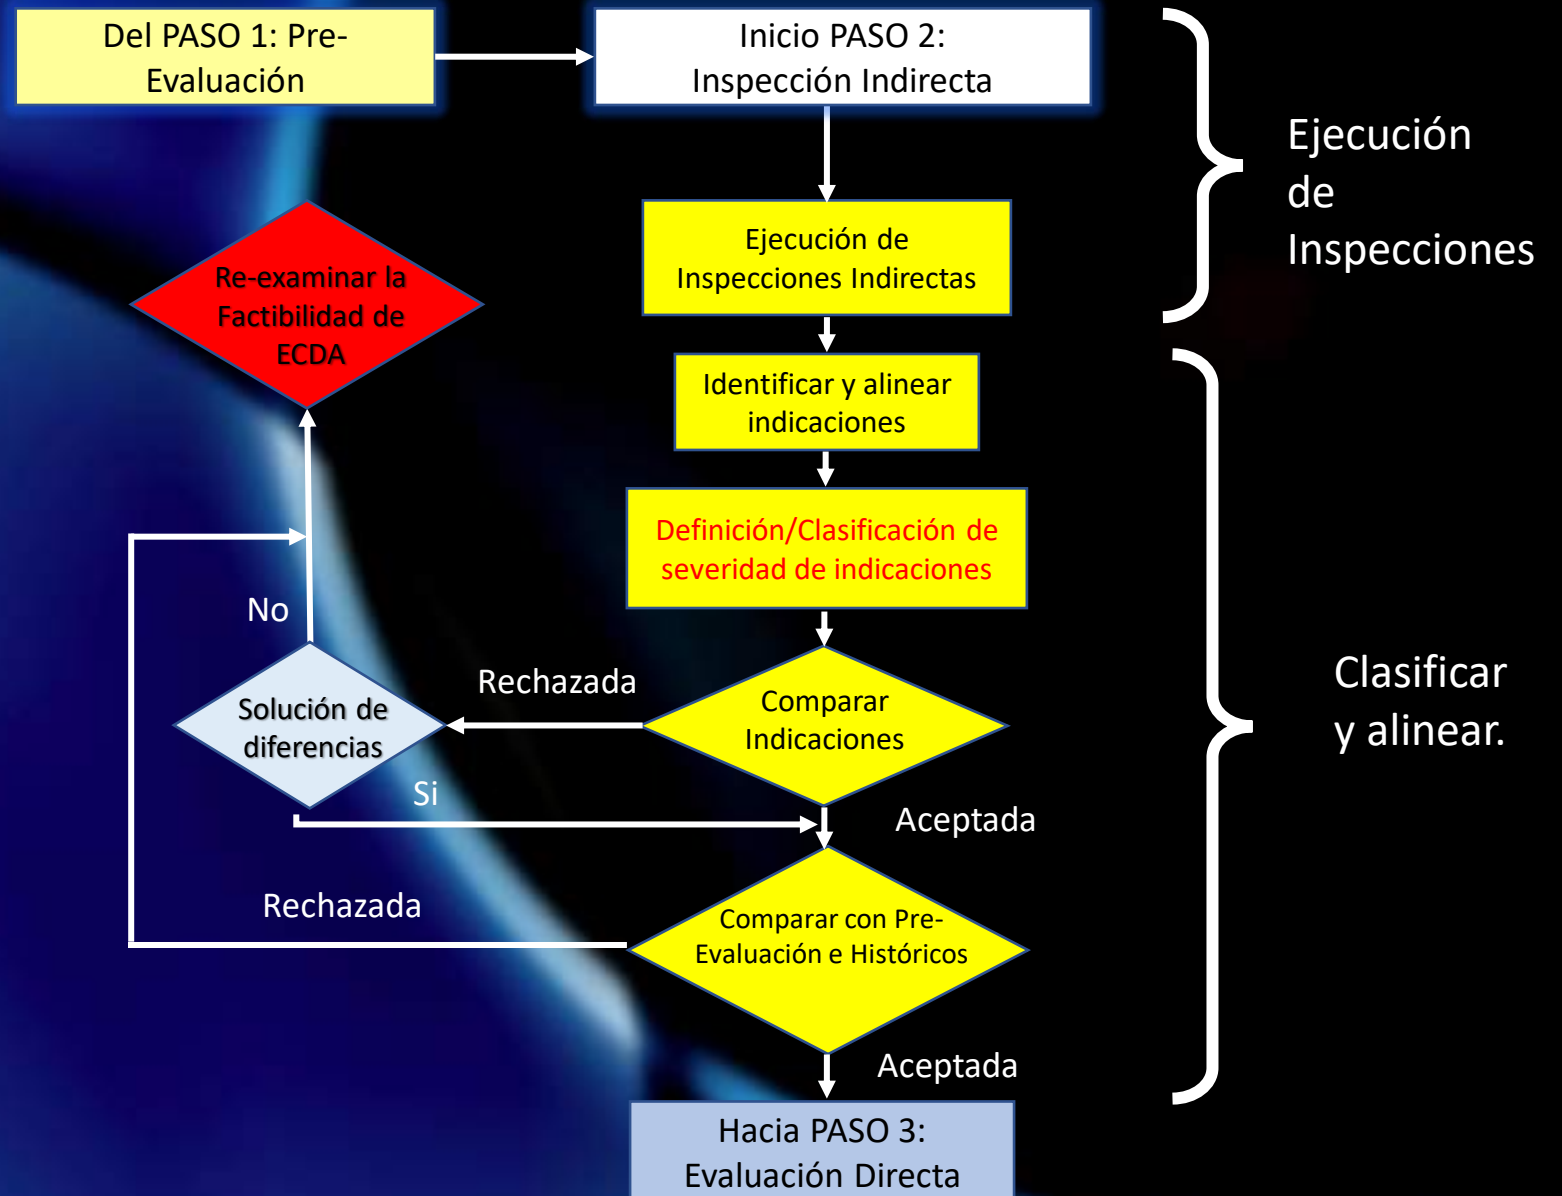 Del PASO 1: Pre-
Evaluación
Inicio PASO 2:
Inspección Indirecta
Ejecución
de
Inspecciones
Ejecución de
Inspecciones Indirectas
Re-examinar la
Factibilidad de
ECDA
Identificar y alinear
indicaciones
Definición/Clasificación de
severidad de indicaciones
No
Rechazada
Solución de
diferencias
Comparar
Indicaciones
Clasificar
y alinear.
Si
Aceptada
Rechazada
Comparar con Pre-
Evaluación e Históricos
Aceptada
Hacia PASO 3:
Evaluación Directa